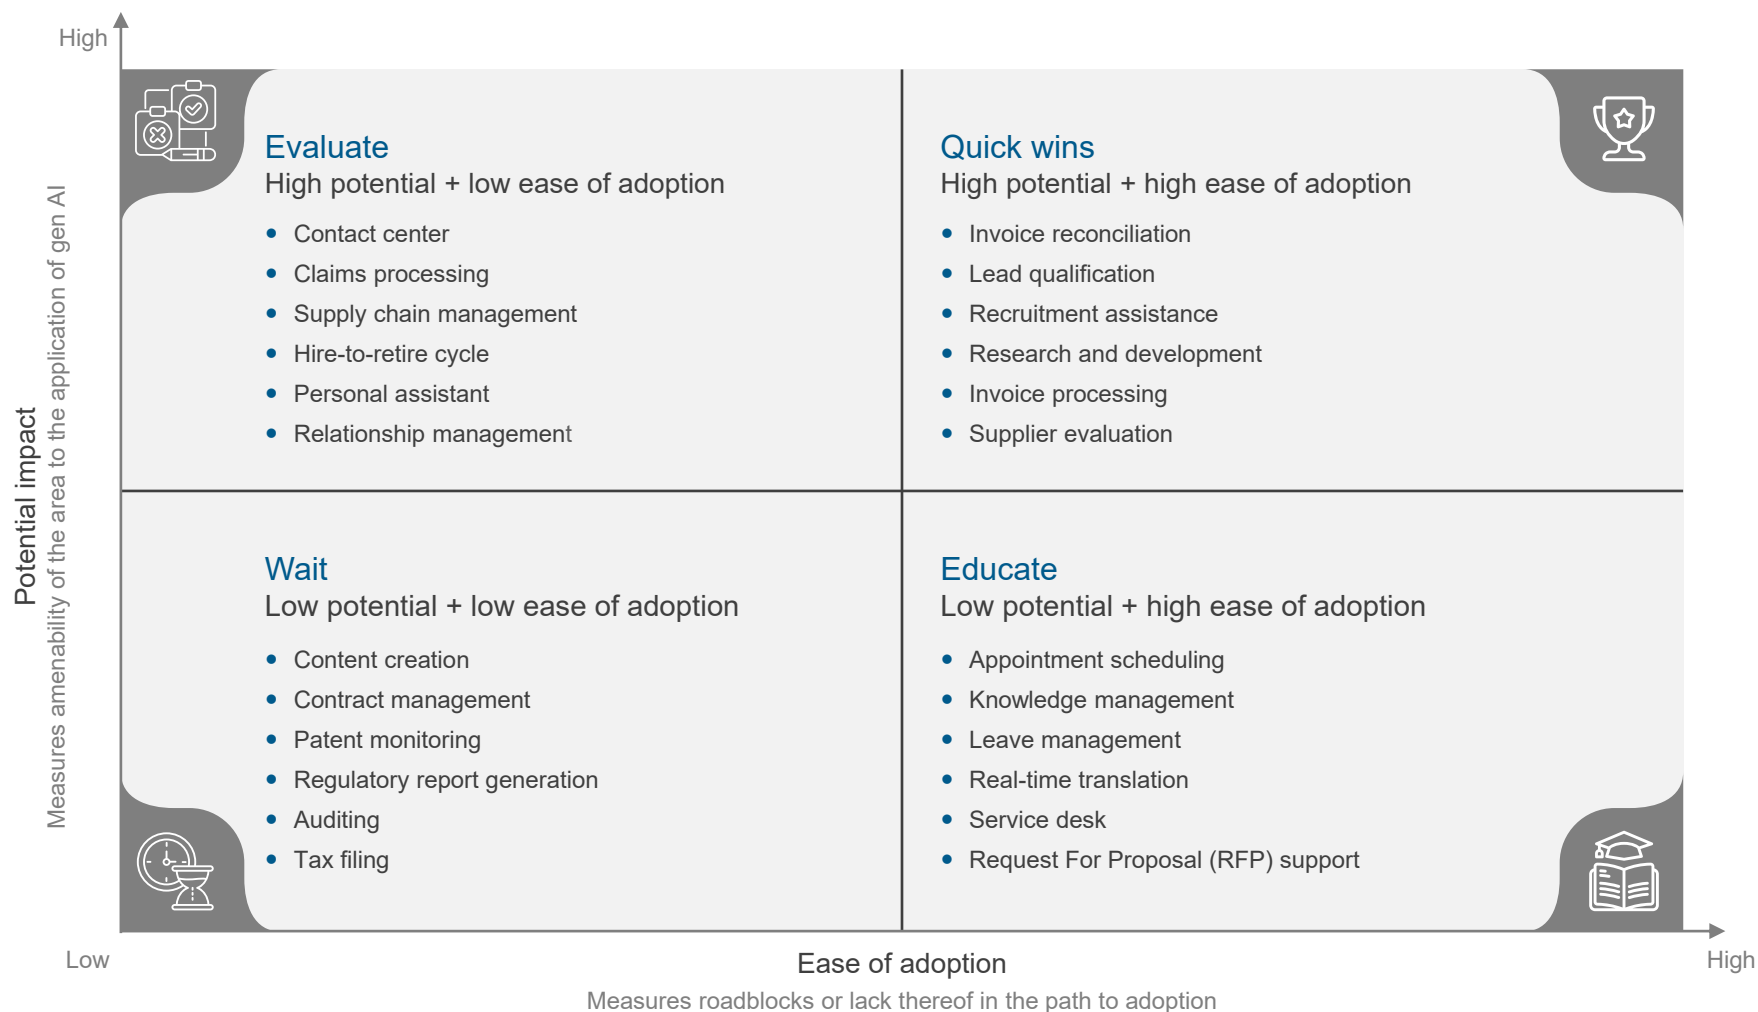 High
Potential impact
Measures amenability of the area to the application of gen AI
Evaluate
High potential + low ease of adoption
• Contact center
• Claims processing
• Supply chain management
• Hire-to-retire cycle
• Personal assistant
• Relationship management
Quick wins
High potential + high ease of adoption
• Invoice reconciliation
• Lead qualification
• Recruitment assistance
• Research and development
• Invoice processing
• Supplier evaluation
Wait
Low potential + low ease of adoption
• Content creation
• Contract management
• Patent monitoring
• Regulatory report generation
• Auditing
• Tax filing
Educate
Low potential + high ease of adoption
• Appointment scheduling
• Knowledge management
• Leave management
• Real-time translation
• Service desk
• Request For Proposal (RFP) support
Low
Ease of adoption
High
Measures roadblocks or lack thereof in the path to adoption